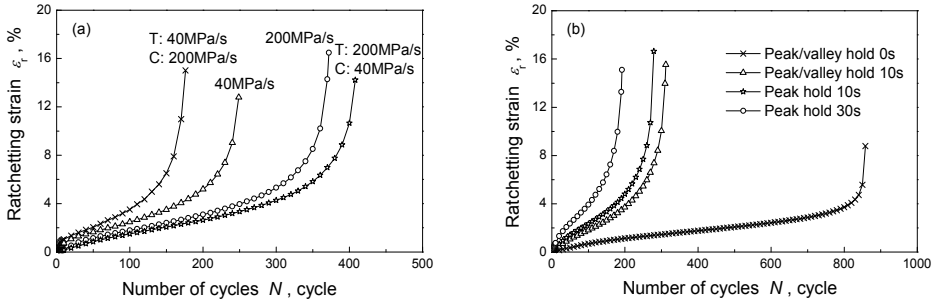 (a)
T: 40MPa/s
C: 200MPa/s
200MPa/s
T: 200MPa/s
C: 40MPa/s
40MPa/s
Ratchetting strain εr , %
16
12
8
4
0
0
100
200
300
400
500
Number of cycles N , cycle
(b)
Peak/valley hold 0s
Peak/valley hold 10s
Peak hold 10s
Peak hold 30s
Ratchetting strain εr , %
20
16
12
8
4
0
0
200
400
600
800
1000
Number of cycles N , cycle